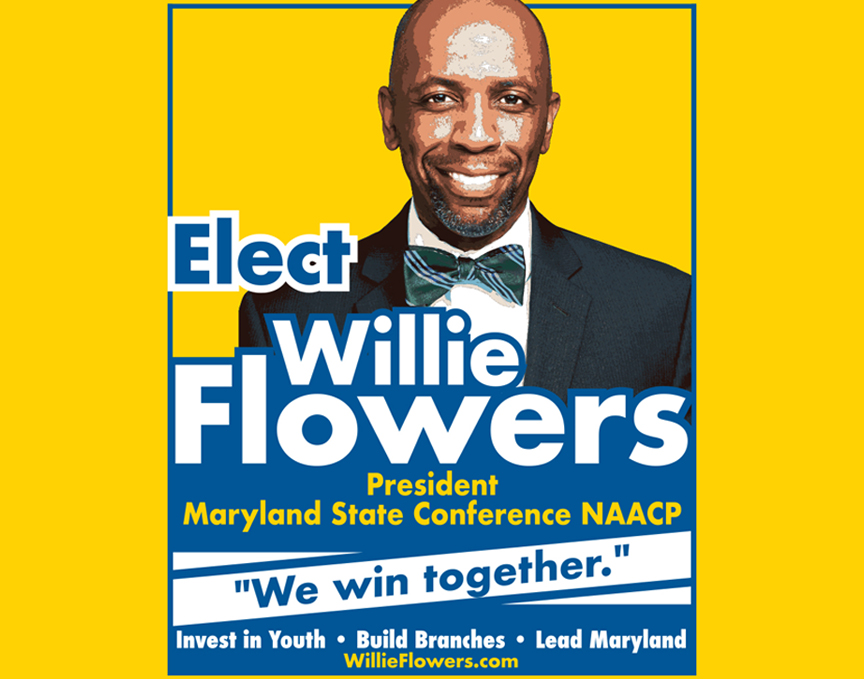 Elect
Willie
Flowers
President
Maryland State Conference NAACP
"We win together."
Invest in Youth • Build Branches • Lead Maryland
WillieFlowers.com